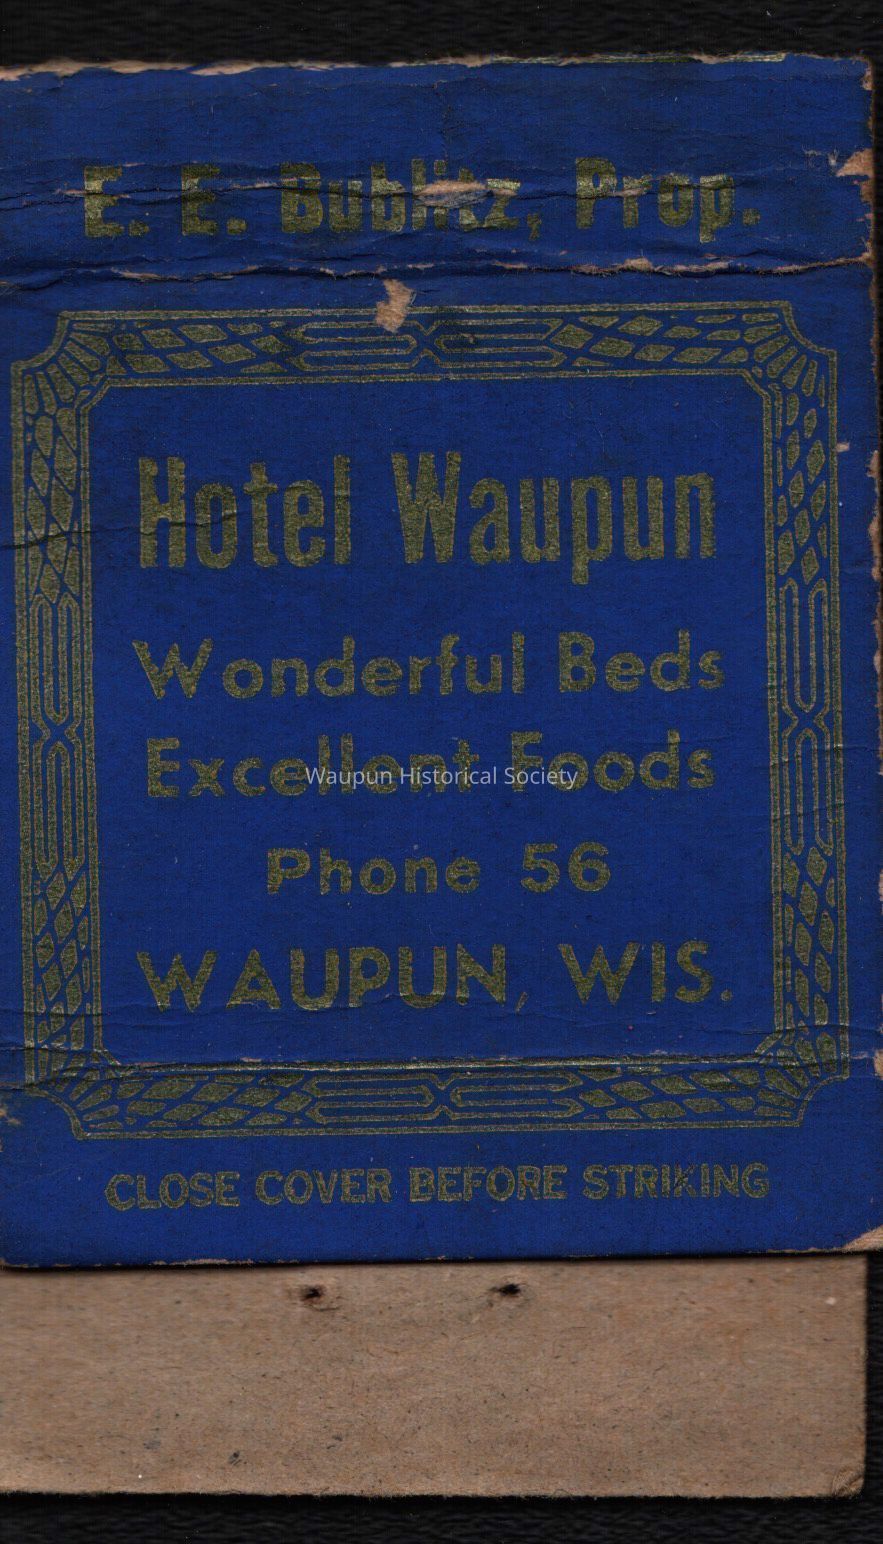 E. E. Bublitz, Prop.
Hotel Waupun
Wonderful Beds
Excellent Foods
Waupun Historical Society
Phone 56
WAUPUN, WIS.
CLOSE COVER BEFORE STRIKING